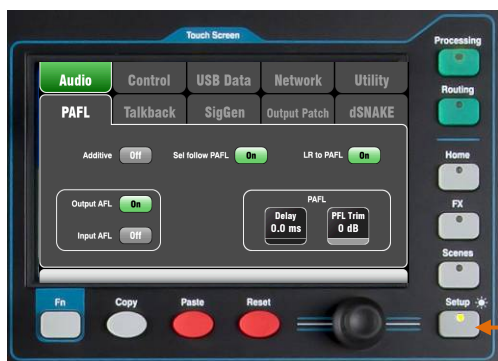 Touch Screen
Processing
Audio Control USB Data Network Utility
Routing
PAFL Talkback SigGen Output Patch dSNAKE
Additive Off Sel follow PAFL On LR to PAFL On
Home
Output AFL On
PAFL
FX
Delay 0.0 ms
PFL Trim 0 dB
Input AFL Off
Scenes
Fn Copy Paste Reset Setup